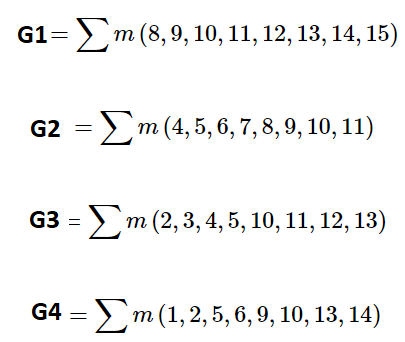 G1= ∑ m (8, 9, 10, 11, 12, 13, 14, 15)
G2 = ∑ m (4, 5, 6, 7, 8, 9, 10, 11)
G3 = ∑ m (2, 3, 4, 5, 10, 11, 12, 13)
G4 = ∑ m (1, 2, 5, 6, 9, 10, 13, 14)